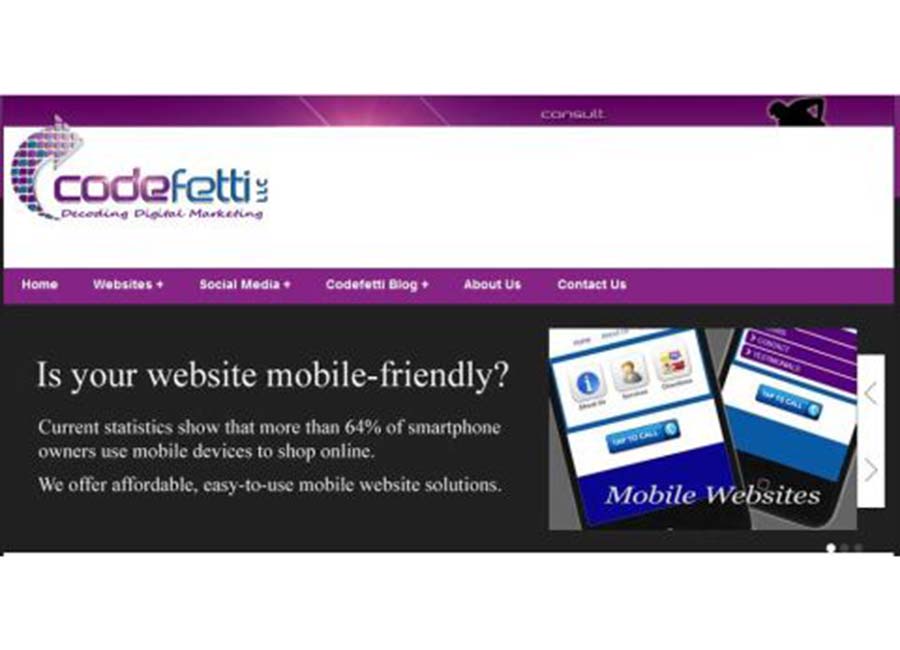 consult
codefetti LLC
Decoding Digital Marketing
Home Websites + Social Media + Codefetti Blog + About Us Contact Us
Is your website mobile-friendly?
Current statistics show that more than 64% of smartphone
owners use mobile devices to shop online.
We offer affordable, easy-to-use mobile website solutions.
Home About Us
About Us Services Directions
TAP TO CALL
CONTACT
TESTIMONIALS
TAP TO CALL
Mobile Websites